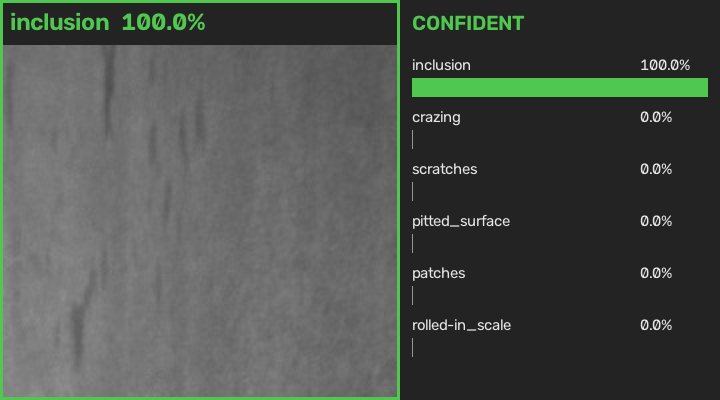 inclusion 100.0%
CONFIDENT
inclusion 100.0%
crazing 0.0%
scratches 0.0%
pitted_surface 0.0%
patches 0.0%
rolled-in_scale 0.0%